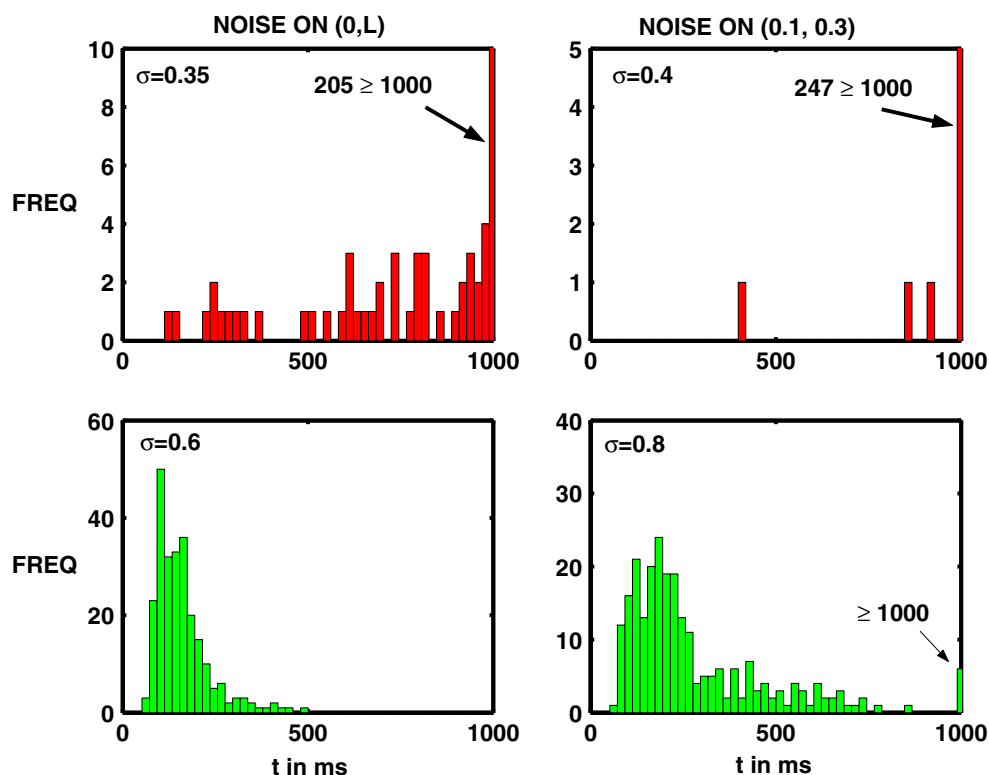 NOISE ON (0,L)
NOISE ON (0.1, 0.3)
10
8
6
4
2
0
FREQ
σ=0.35
205 ≥ 1000
0
500
1000
5
4
3
2
1
0
σ=0.4
247 ≥ 1000
0
500
1000
60
40
20
0
FREQ
σ=0.6
0
500
1000
t in ms
40
30
20
10
0
σ=0.8
≥ 1000
0
500
1000
t in ms